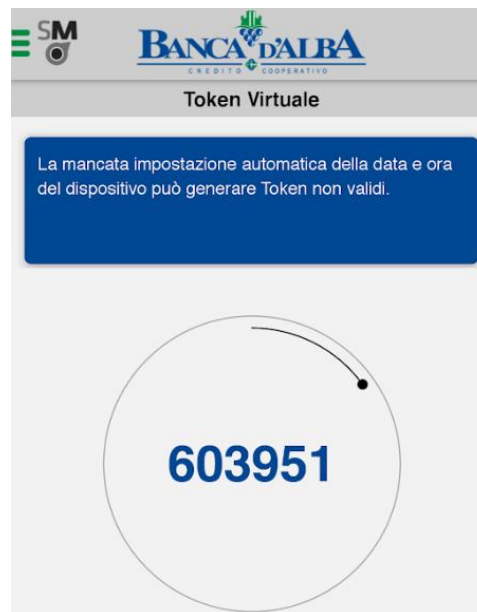 SM
BANCA D'ALBA
CREDITO COOPERATIVO
Token Virtuale
La mancata impostazione automatica della data e ora
del dispositivo può generare Token non validi.
603951